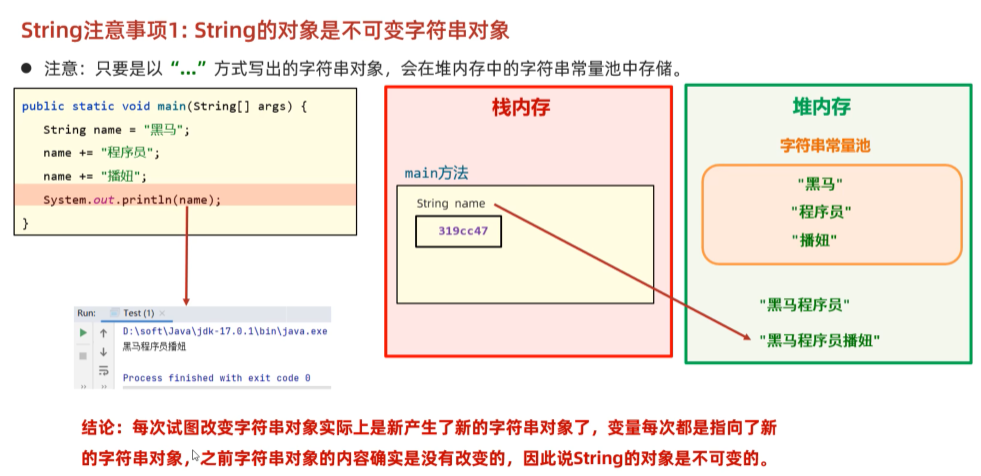 String注意事项1: String的对象是不可变字符串对象
● 注意：只要是以 “...” 方式写出的字符串对象，会在堆内存中的字符串常量池中存储。
public static void main(String[] args) {
String name = "黑马";
name += "程序员";
name += "播妞";
System.out.println(name);
}
Run: Test (1) ×
D:\soft\Java\jdk-17.0.1\bin\java.exe
黑马程序员播妞
Process finished with exit code 0
栈内存
main方法
String name
319cc47
堆内存
字符串常量池
"黑马"
"程序员"
"播妞"
"黑马程序员"
"黑马程序员播妞"
结论：每次试图改变字符串对象实际上是新产生了新的字符串对象了，变量每次都是指向了新
的字符串对象，之前字符串对象的内容确实是没有改变的，因此说String的对象是不可变的。